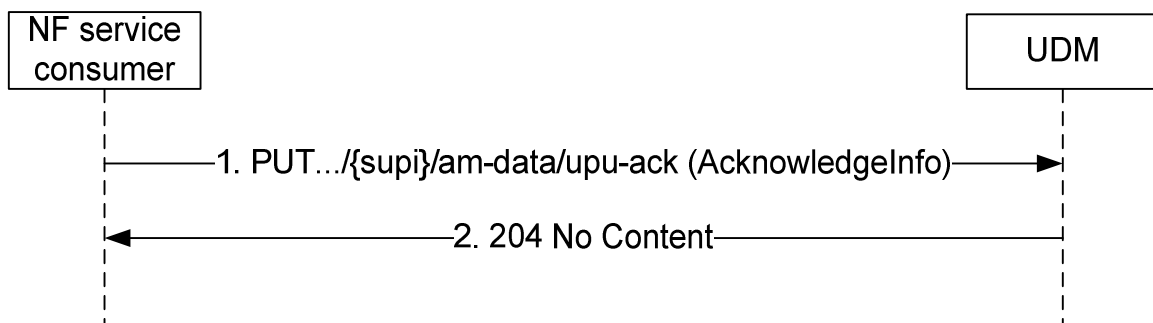 NF service
consumer
UDM
1. PUT.../{supi}/am-data/upu-ack (AcknowledgeInfo)
2. 204 No Content